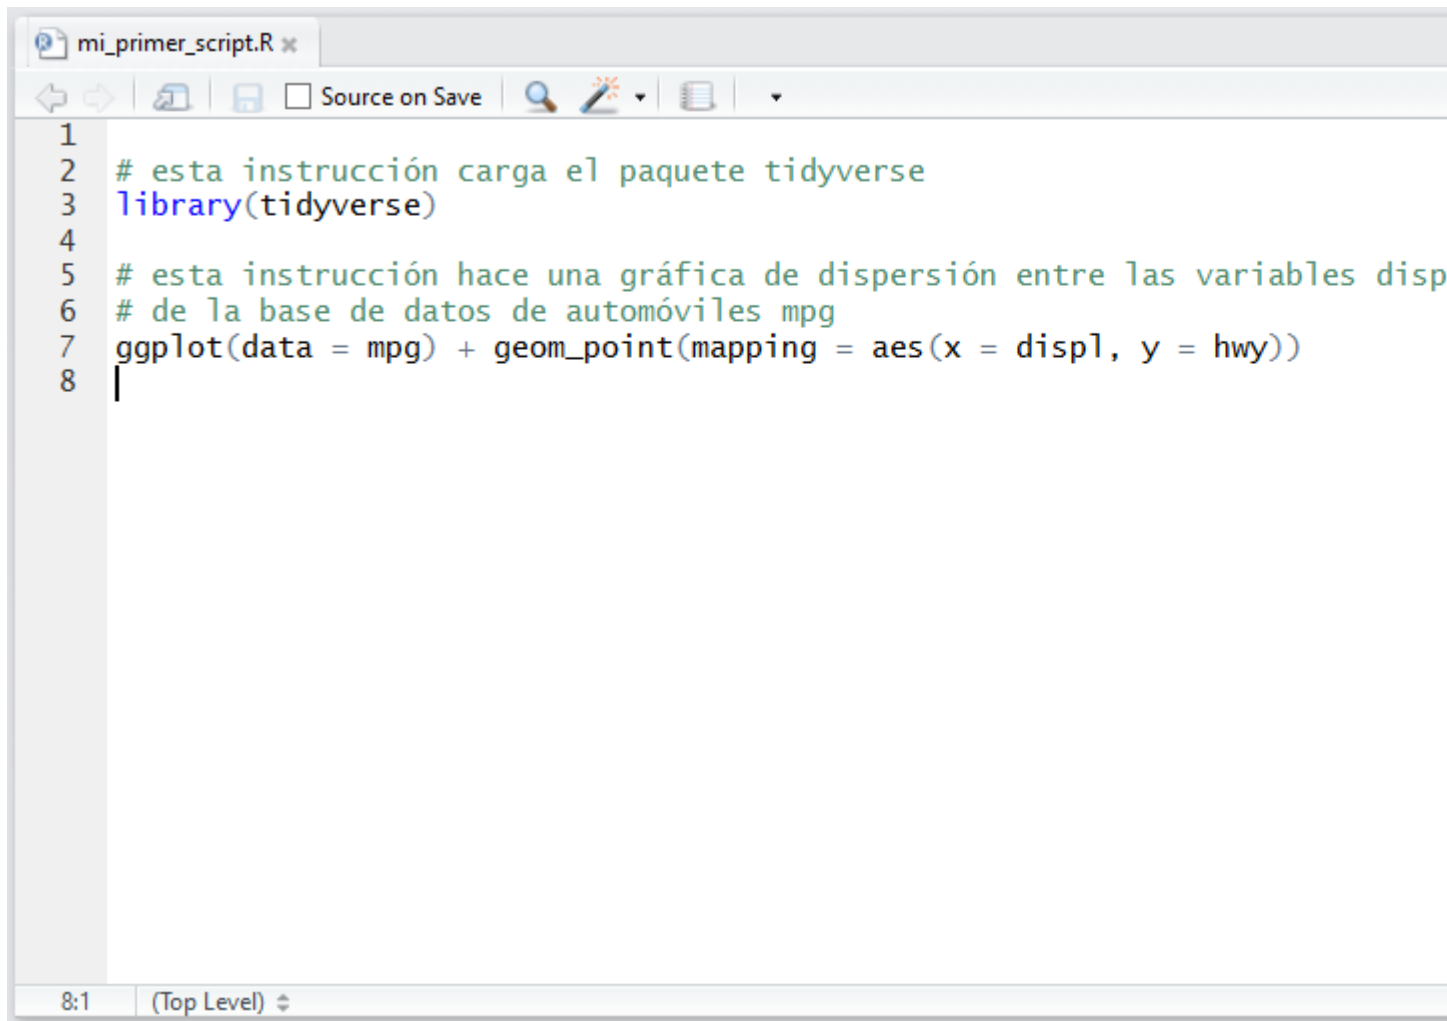 mi_primer_script.R
Source on Save
1
2 # esta instrucción carga el paquete tidyverse
3 library(tidyverse)
4
5 # esta instrucción hace una gráfica de dispersión entre las variables disp
6 # de la base de datos de automóviles mpg
7 ggplot(data = mpg) + geom_point(mapping = aes(x = displ, y = hwy))
8
8:1 (Top Level)